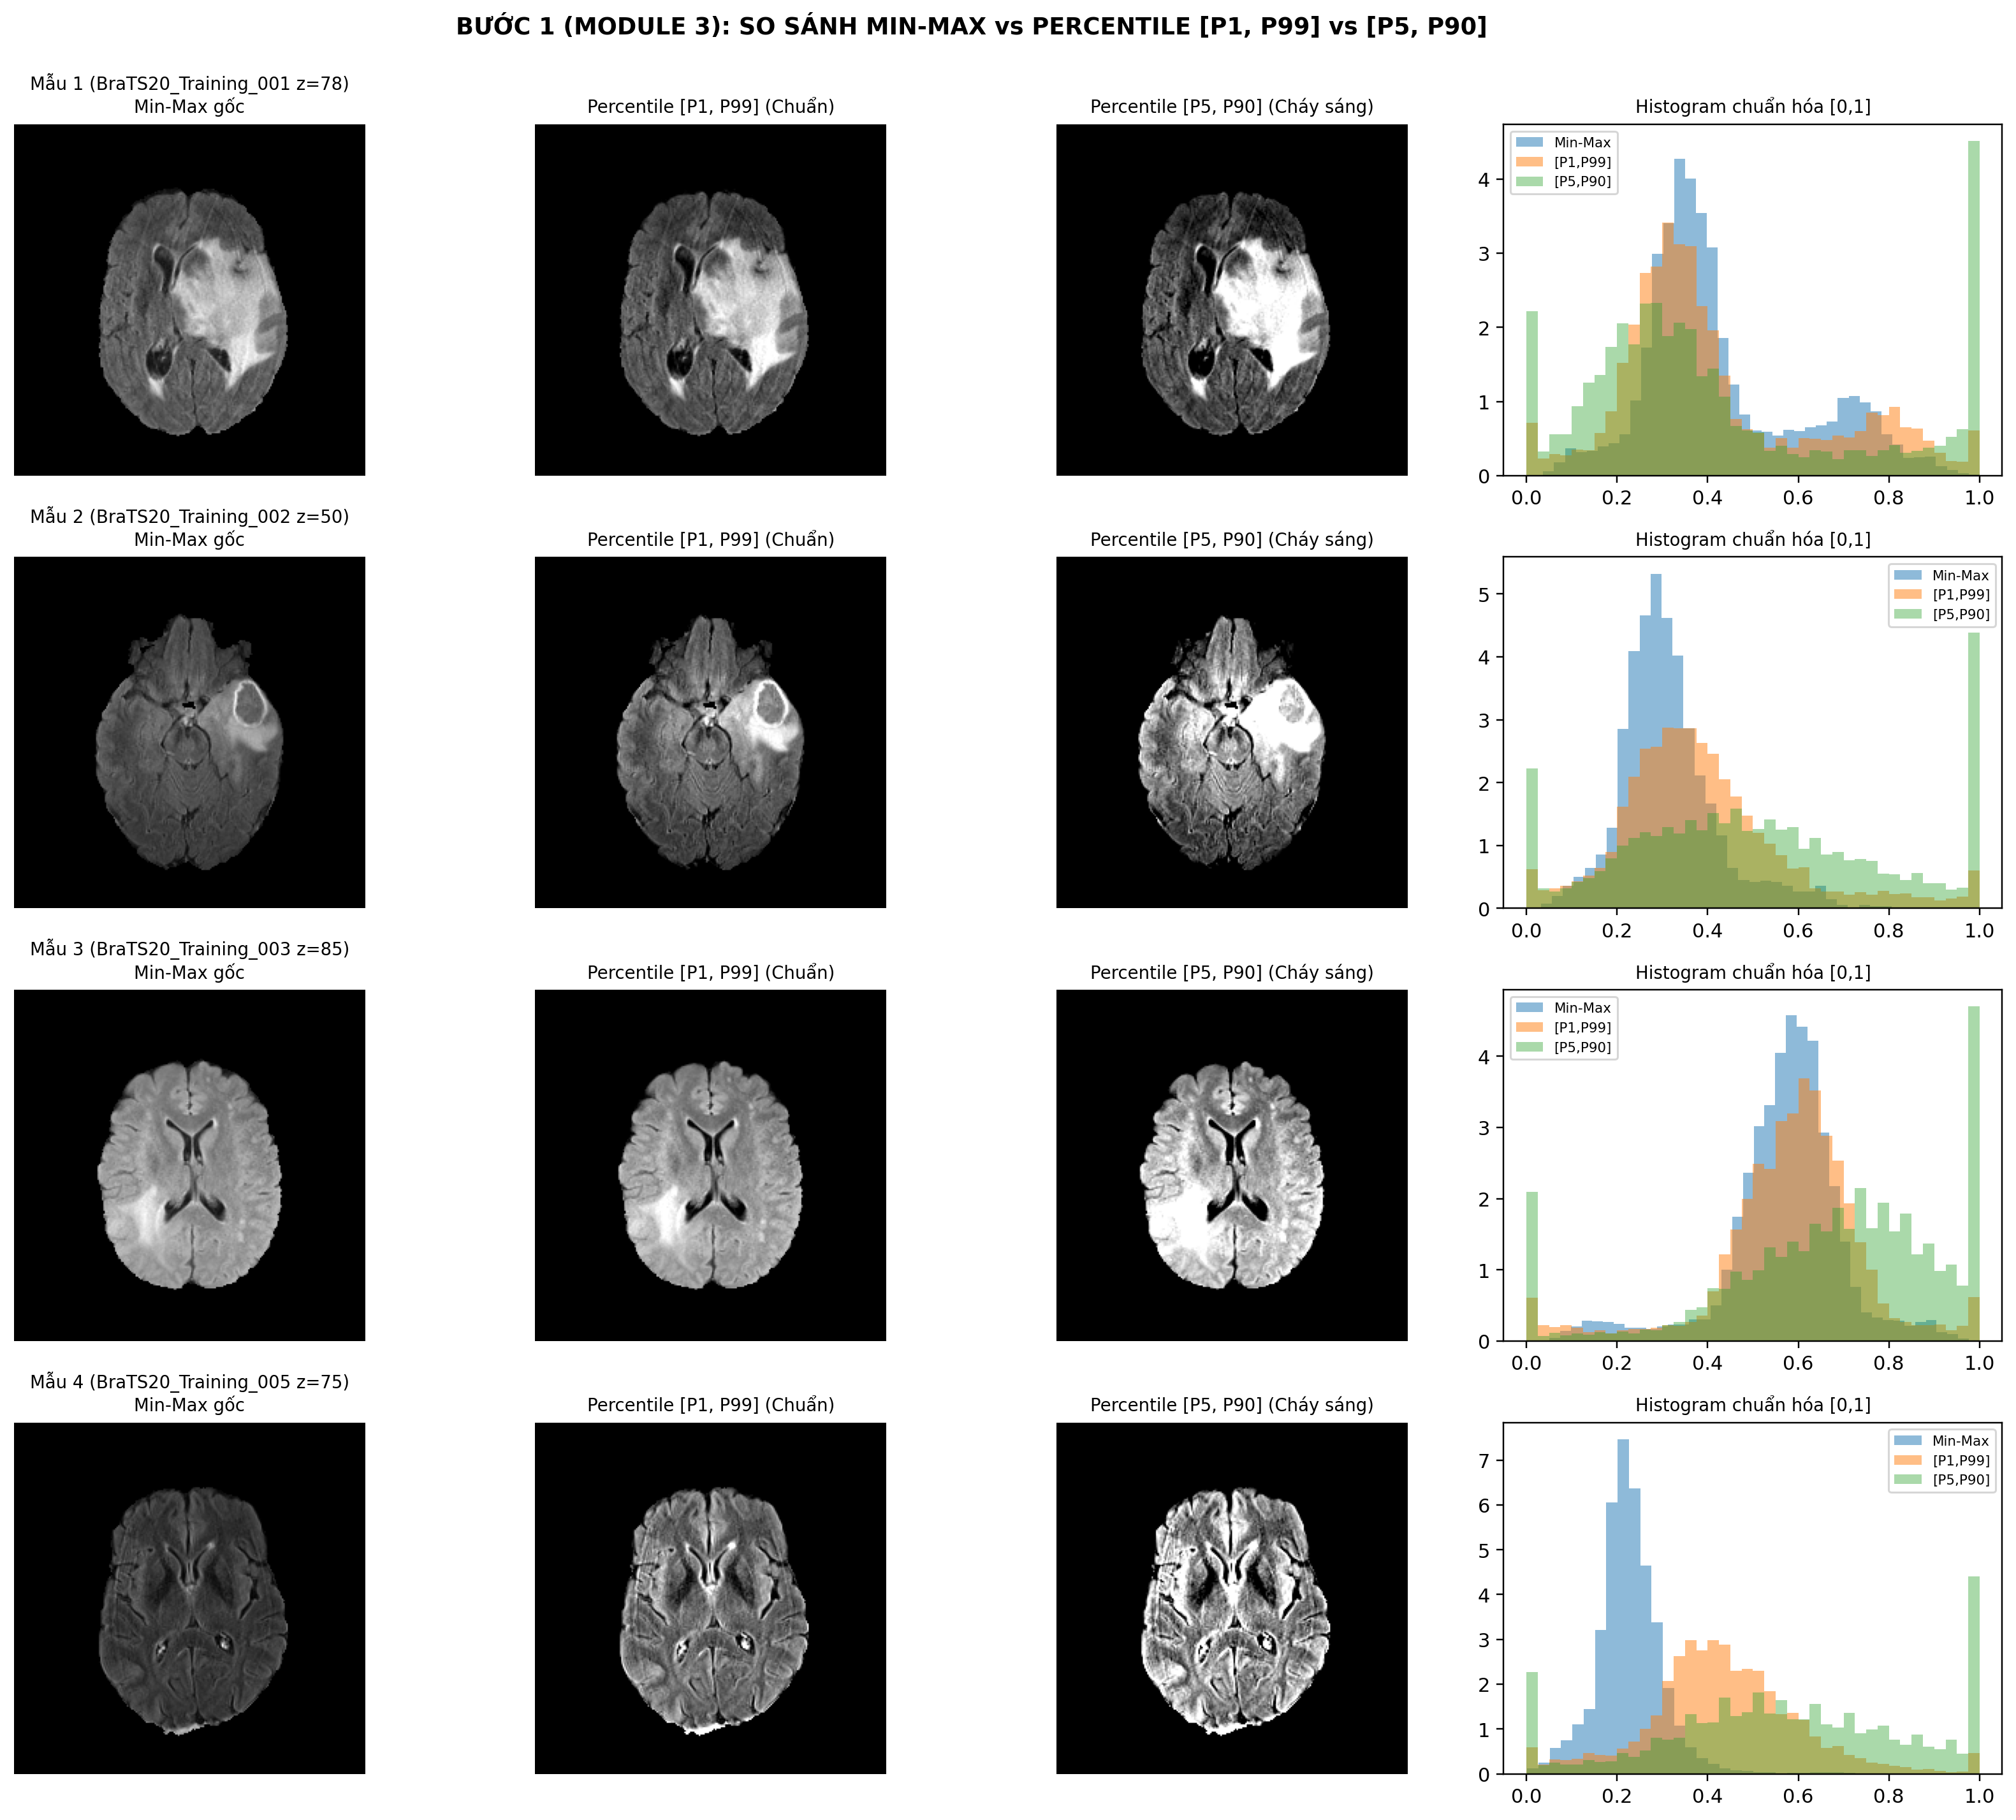 BƯỚC 1 (MODULE 3): SO SÁNH MIN-MAX vs PERCENTILE [P1, P99] vs [P5, P90]
Mẫu 1 (BraTS20_Training_001 z=78)
Min-Max gốc
Percentile [P1, P99] (Chuẩn)
Percentile [P5, P90] (Cháy sáng)
Histogram chuẩn hóa [0,1]
Min-Max
[P1,P99]
[P5,P90]
4
3
2
1
0
0.0 0.2 0.4 0.6 0.8 1.0
Mẫu 2 (BraTS20_Training_002 z=50)
Min-Max gốc
Percentile [P1, P99] (Chuẩn)
Percentile [P5, P90] (Cháy sáng)
Histogram chuẩn hóa [0,1]
Min-Max
[P1,P99]
[P5,P90]
5
4
3
2
1
0
0.0 0.2 0.4 0.6 0.8 1.0
Mẫu 3 (BraTS20_Training_003 z=85)
Min-Max gốc
Percentile [P1, P99] (Chuẩn)
Percentile [P5, P90] (Cháy sáng)
Histogram chuẩn hóa [0,1]
Min-Max
[P1,P99]
[P5,P90]
4
3
2
1
0
0.0 0.2 0.4 0.6 0.8 1.0
Mẫu 4 (BraTS20_Training_005 z=75)
Min-Max gốc
Percentile [P1, P99] (Chuẩn)
Percentile [P5, P90] (Cháy sáng)
Histogram chuẩn hóa [0,1]
Min-Max
[P1,P99]
[P5,P90]
7
6
5
4
3
2
1
0
0.0 0.2 0.4 0.6 0.8 1.0